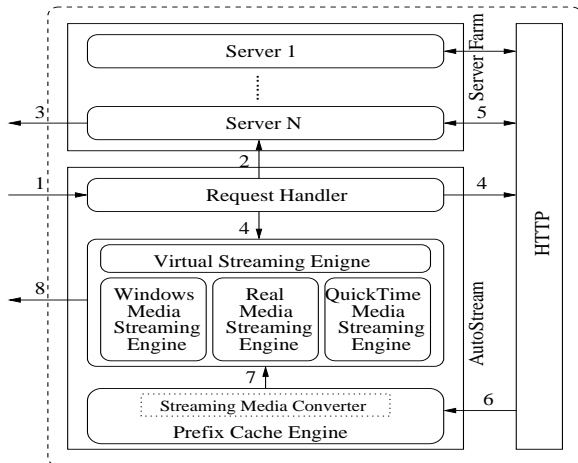 Server 1
Server Farm
3
Server N
5
2
1
Request Handler
4
HTTP
4
Virtual Streaming Enigne
8
Windows
Media
Streaming
Engine
Real
Media
Streaming
Engine
QuickTime
Media
Streaming
Engine
AutoStream
7
Streaming Media Converter
6
Prefix Cache Engine